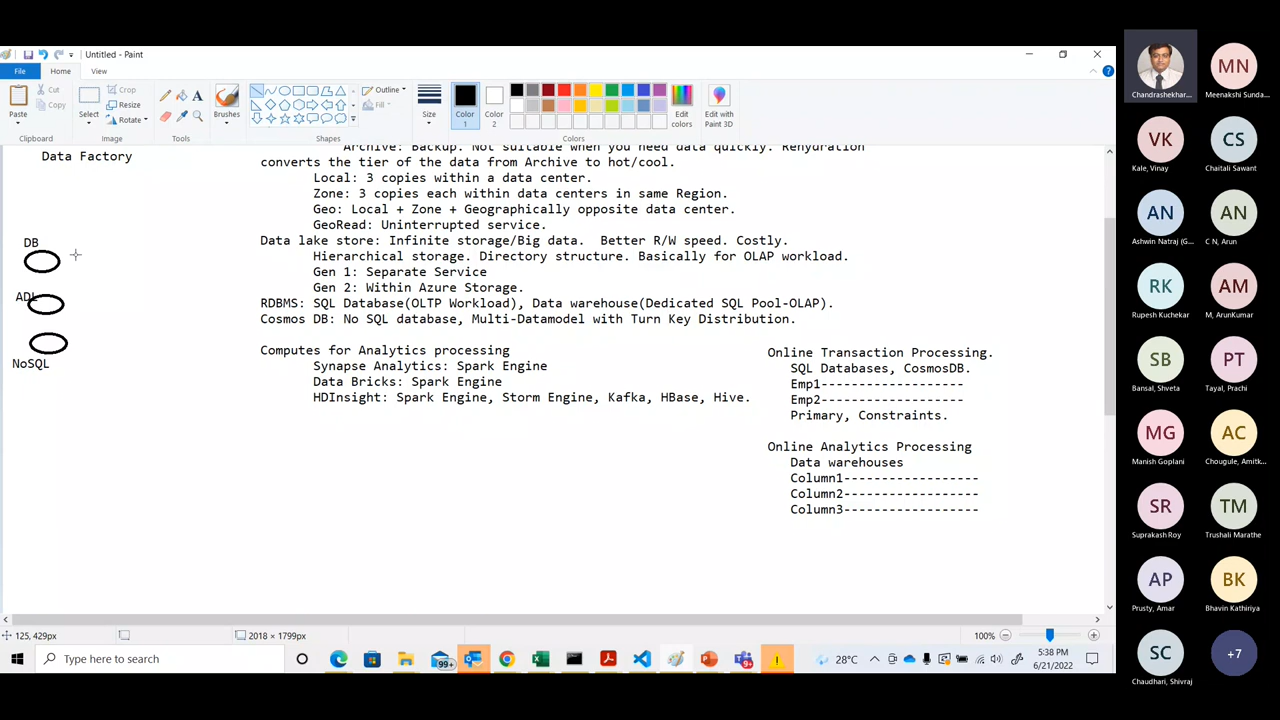 Untitled - Paint
File
Home
View
Paste
Cut
Copy
Clipboard
Select
Crop
Resize
Rotate
Image
Tools
Brushes
Shapes
Outline
Fill
Size
Color
1
Color
2
Edit
colors
Edit with
Paint 3D
Colors
Data Factory
Archive: Backup. Not suitable when you need data quickly. Rehydration
converts the tier of the data from Archive to hot/cool.
Local: 3 copies within a data center.
Zone: 3 copies each within data centers in same Region.
Geo: Local + Zone + Geographically opposite data center.
GeoRead: Uninterrupted service.
Data lake store: Infinite storage/Big data.  Better R/W speed. Costly.
Hierarchical storage. Directory structure. Basically for OLAP workload.
Gen 1: Separate Service
Gen 2: Within Azure Storage.
RDBMS: SQL Database(OLTP Workload), Data warehouse(Dedicated SQL Pool-OLAP).
Cosmos DB: No SQL database, Multi-Datamodel with Turn Key Distribution.
DB
ADL
NoSQL
Computes for Analytics processing
Synapse Analytics: Spark Engine
Data Bricks: Spark Engine
HDInsight: Spark Engine, Storm Engine, Kafka, HBase, Hive.
Online Transaction Processing.
SQL Databases, CosmosDB.
Emp1-------------------
Emp2-------------------
Primary, Constraints.
Online Analytics Processing
Data warehouses
Column1------------------
Column2------------------
Column3------------------
125, 429px
2018 × 1799px
100%
Type here to search
99+
9+
28°C
5:38 PM
6/21/2022
Chandrashekhar...
MN
Meenakshi Sunda...
VK
Kale, Vinay
CS
Chaitali Sawant
AN
Ashwin Natraj (G...
AN
C N, Arun
RK
Rupesh Kuchekar
AM
M, ArunKumar
SB
Bansal, Shveta
PT
Tayal, Prachi
MG
Manish Goplani
AC
Chougule, Amitk...
SR
Suprakash Roy
TM
Trushali Marathe
AP
Prusty, Amar
BK
Bhavin Kathiriya
SC
Chaudhari, Shivraj
+7